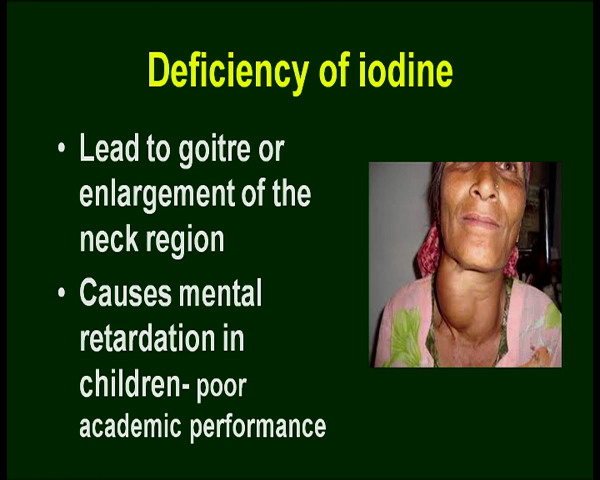 Deficiency of iodine
• Lead to goitre or
enlargement of the
neck region
• Causes mental
retardation in
children- poor
academic performance